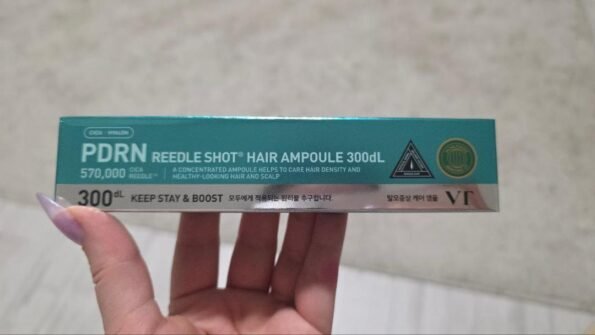 CICA · HYALON
PDRN REEDLE SHOT® HAIR AMPOULE 300dL
570,000 CICA REEDLE™
A CONCENTRATED AMPOULE HELPS TO CARE HAIR DENSITY AND
HEALTHY-LOOKING HAIR AND SCALP
300dL KEEP STAY & BOOST 모두에게 적용되는 원리를 추구합니다. 탈모증상 케어 앰플 VT